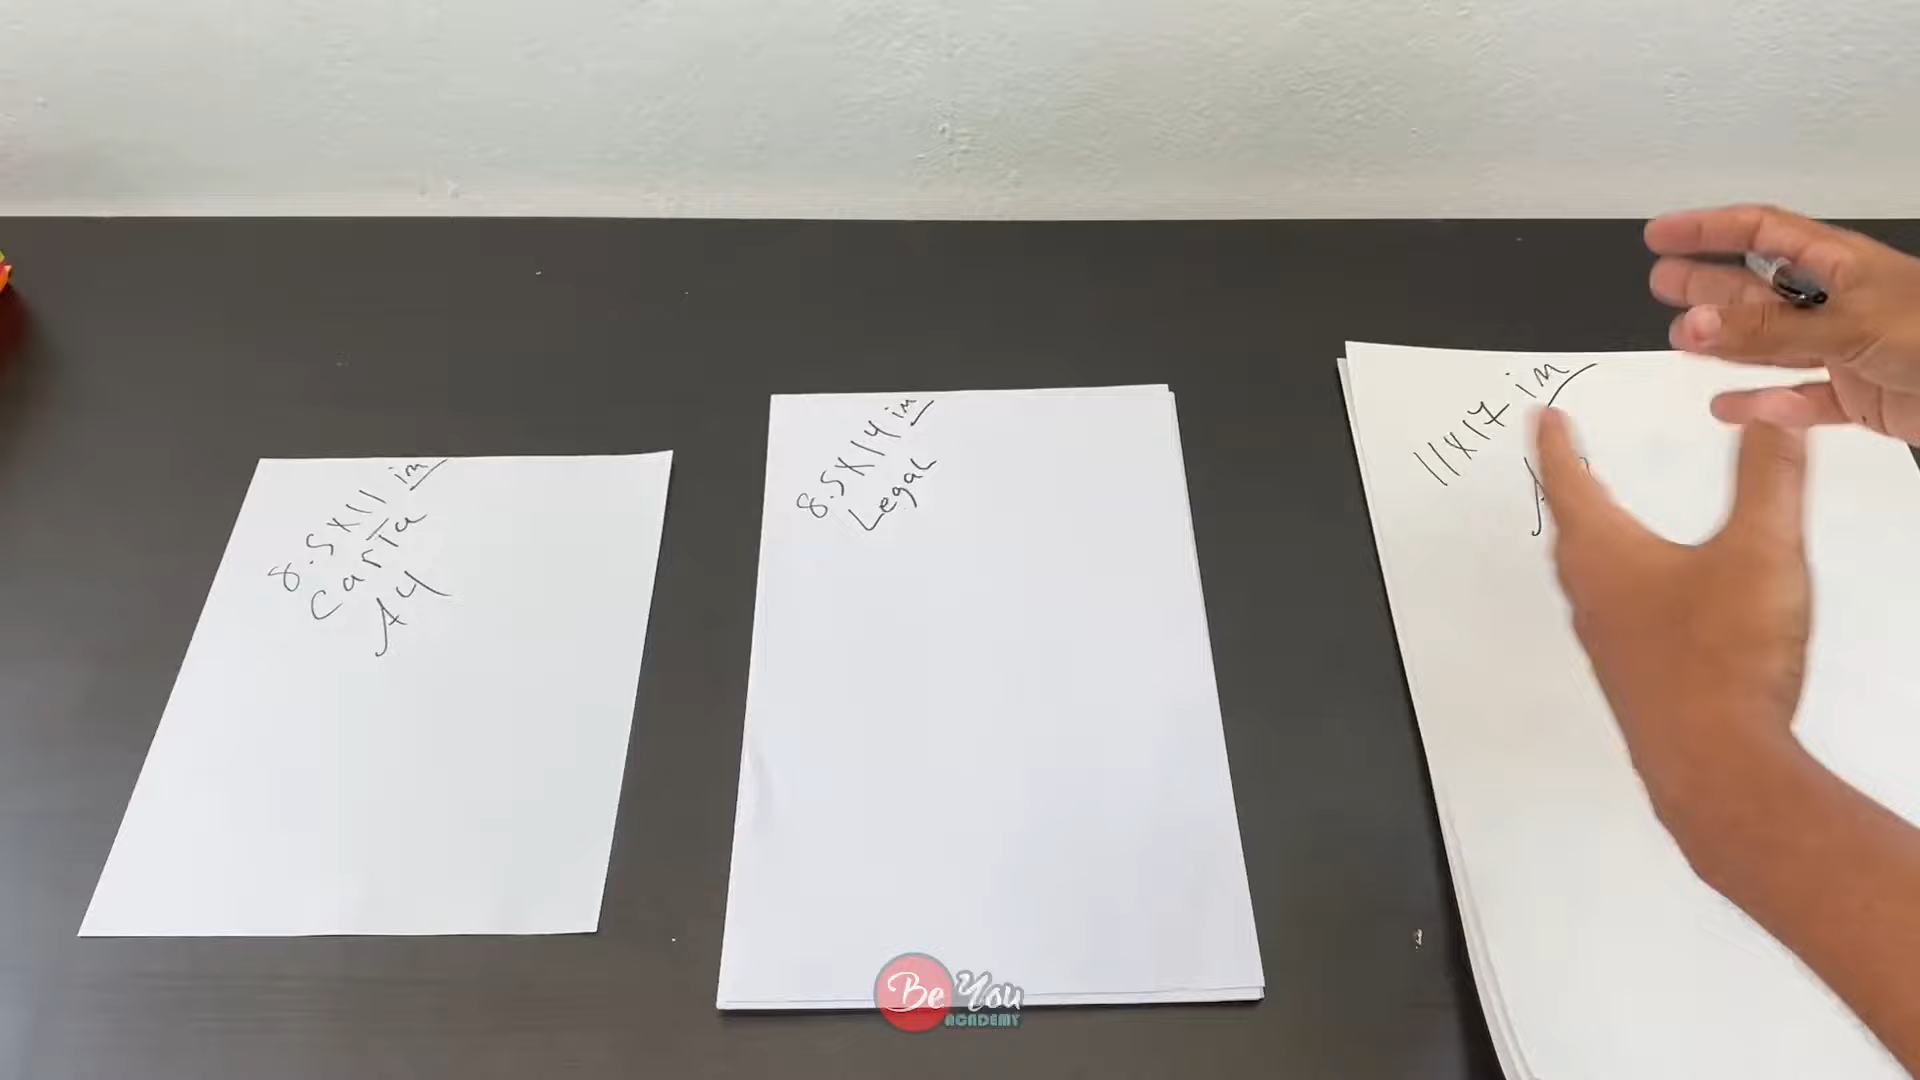 8.5x11 in
Carta
A4
8.5x14 in
Legal
11x17 in
Be You
ACADEMY